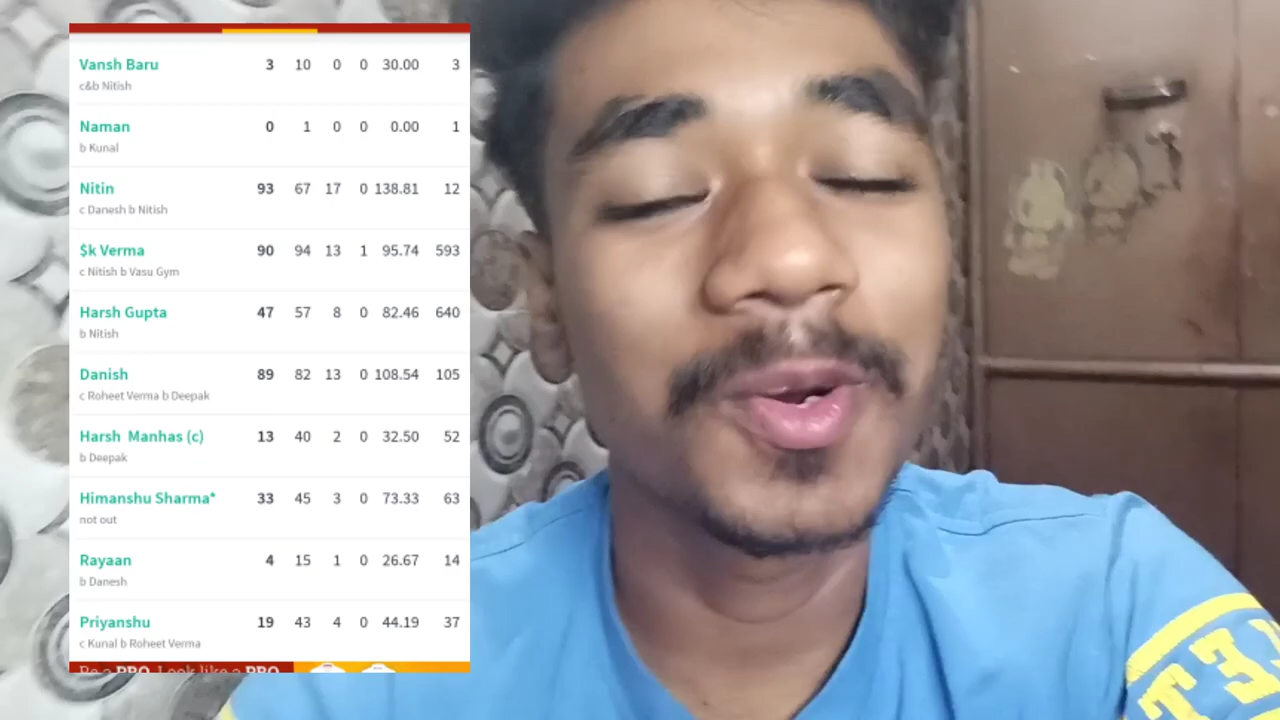 Vansh Baru 3 10 0 0 30.00 3
c&b Nitish
Naman 0 1 0 0 0.00 1
b Kunal
Nitin 93 67 17 0 138.81 12
c Danesh b Nitish
$k Verma 90 94 13 1 95.74 593
c Nitish b Vasu Gym
Harsh Gupta 47 57 8 0 82.46 640
b Nitish
Danish 89 82 13 0 108.54 105
c Roheet Verma b Deepak
Harsh Manhas (c) 13 40 2 0 32.50 52
b Deepak
Himanshu Sharma* 33 45 3 0 73.33 63
not out
Rayaan 4 15 1 0 26.67 14
b Danesh
Priyanshu 19 43 4 0 44.19 37
c Kunal b Roheet Verma
Be a PRO. Look like a PRO